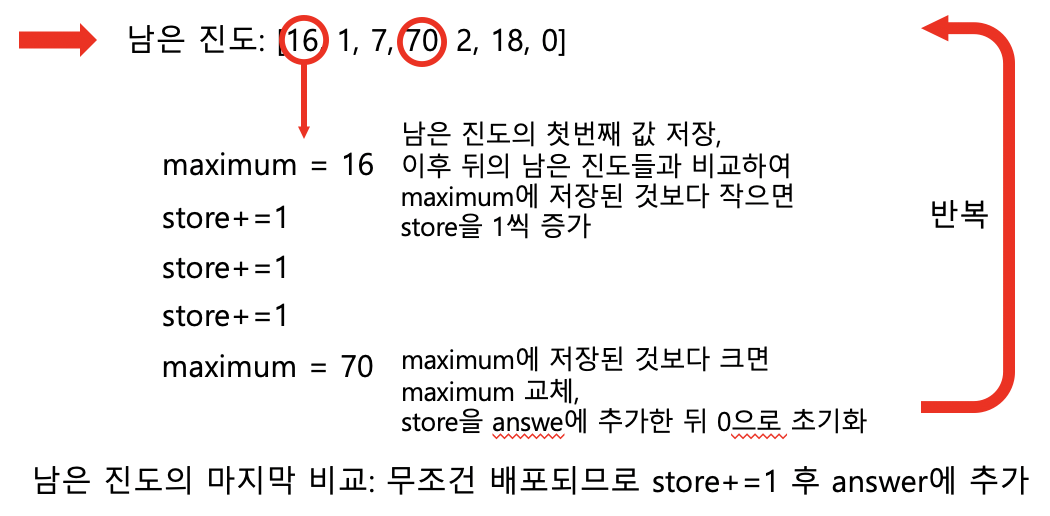 남은 진도: [16, 1, 7, 70, 2, 18, 0]
maximum = 16
남은 진도의 첫번째 값 저장,
이후 뒤의 남은 진도들과 비교하여
maximum에 저장된 것보다 작으면
store을 1씩 증가
store+=1
store+=1
store+=1
반복
maximum = 70
maximum에 저장된 것보다 크면
maximum 교체,
store을 answe에 추가한 뒤 0으로 초기화
남은 진도의 마지막 비교: 무조건 배포되므로 store+=1 후 answer에 추가